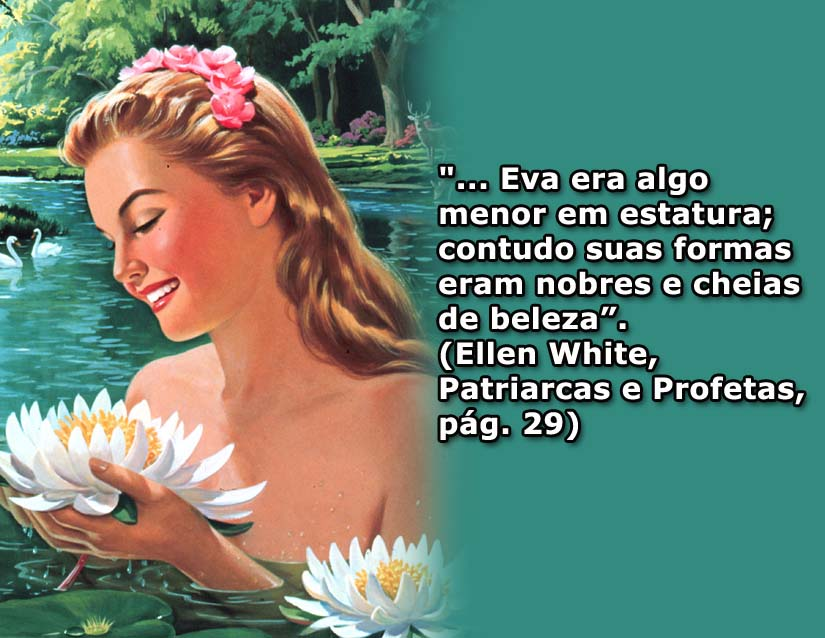 "... Eva era algo
menor em estatura;
contudo suas formas
eram nobres e cheias
de beleza”.
(Ellen White,
Patriarcas e Profetas,
pág. 29)